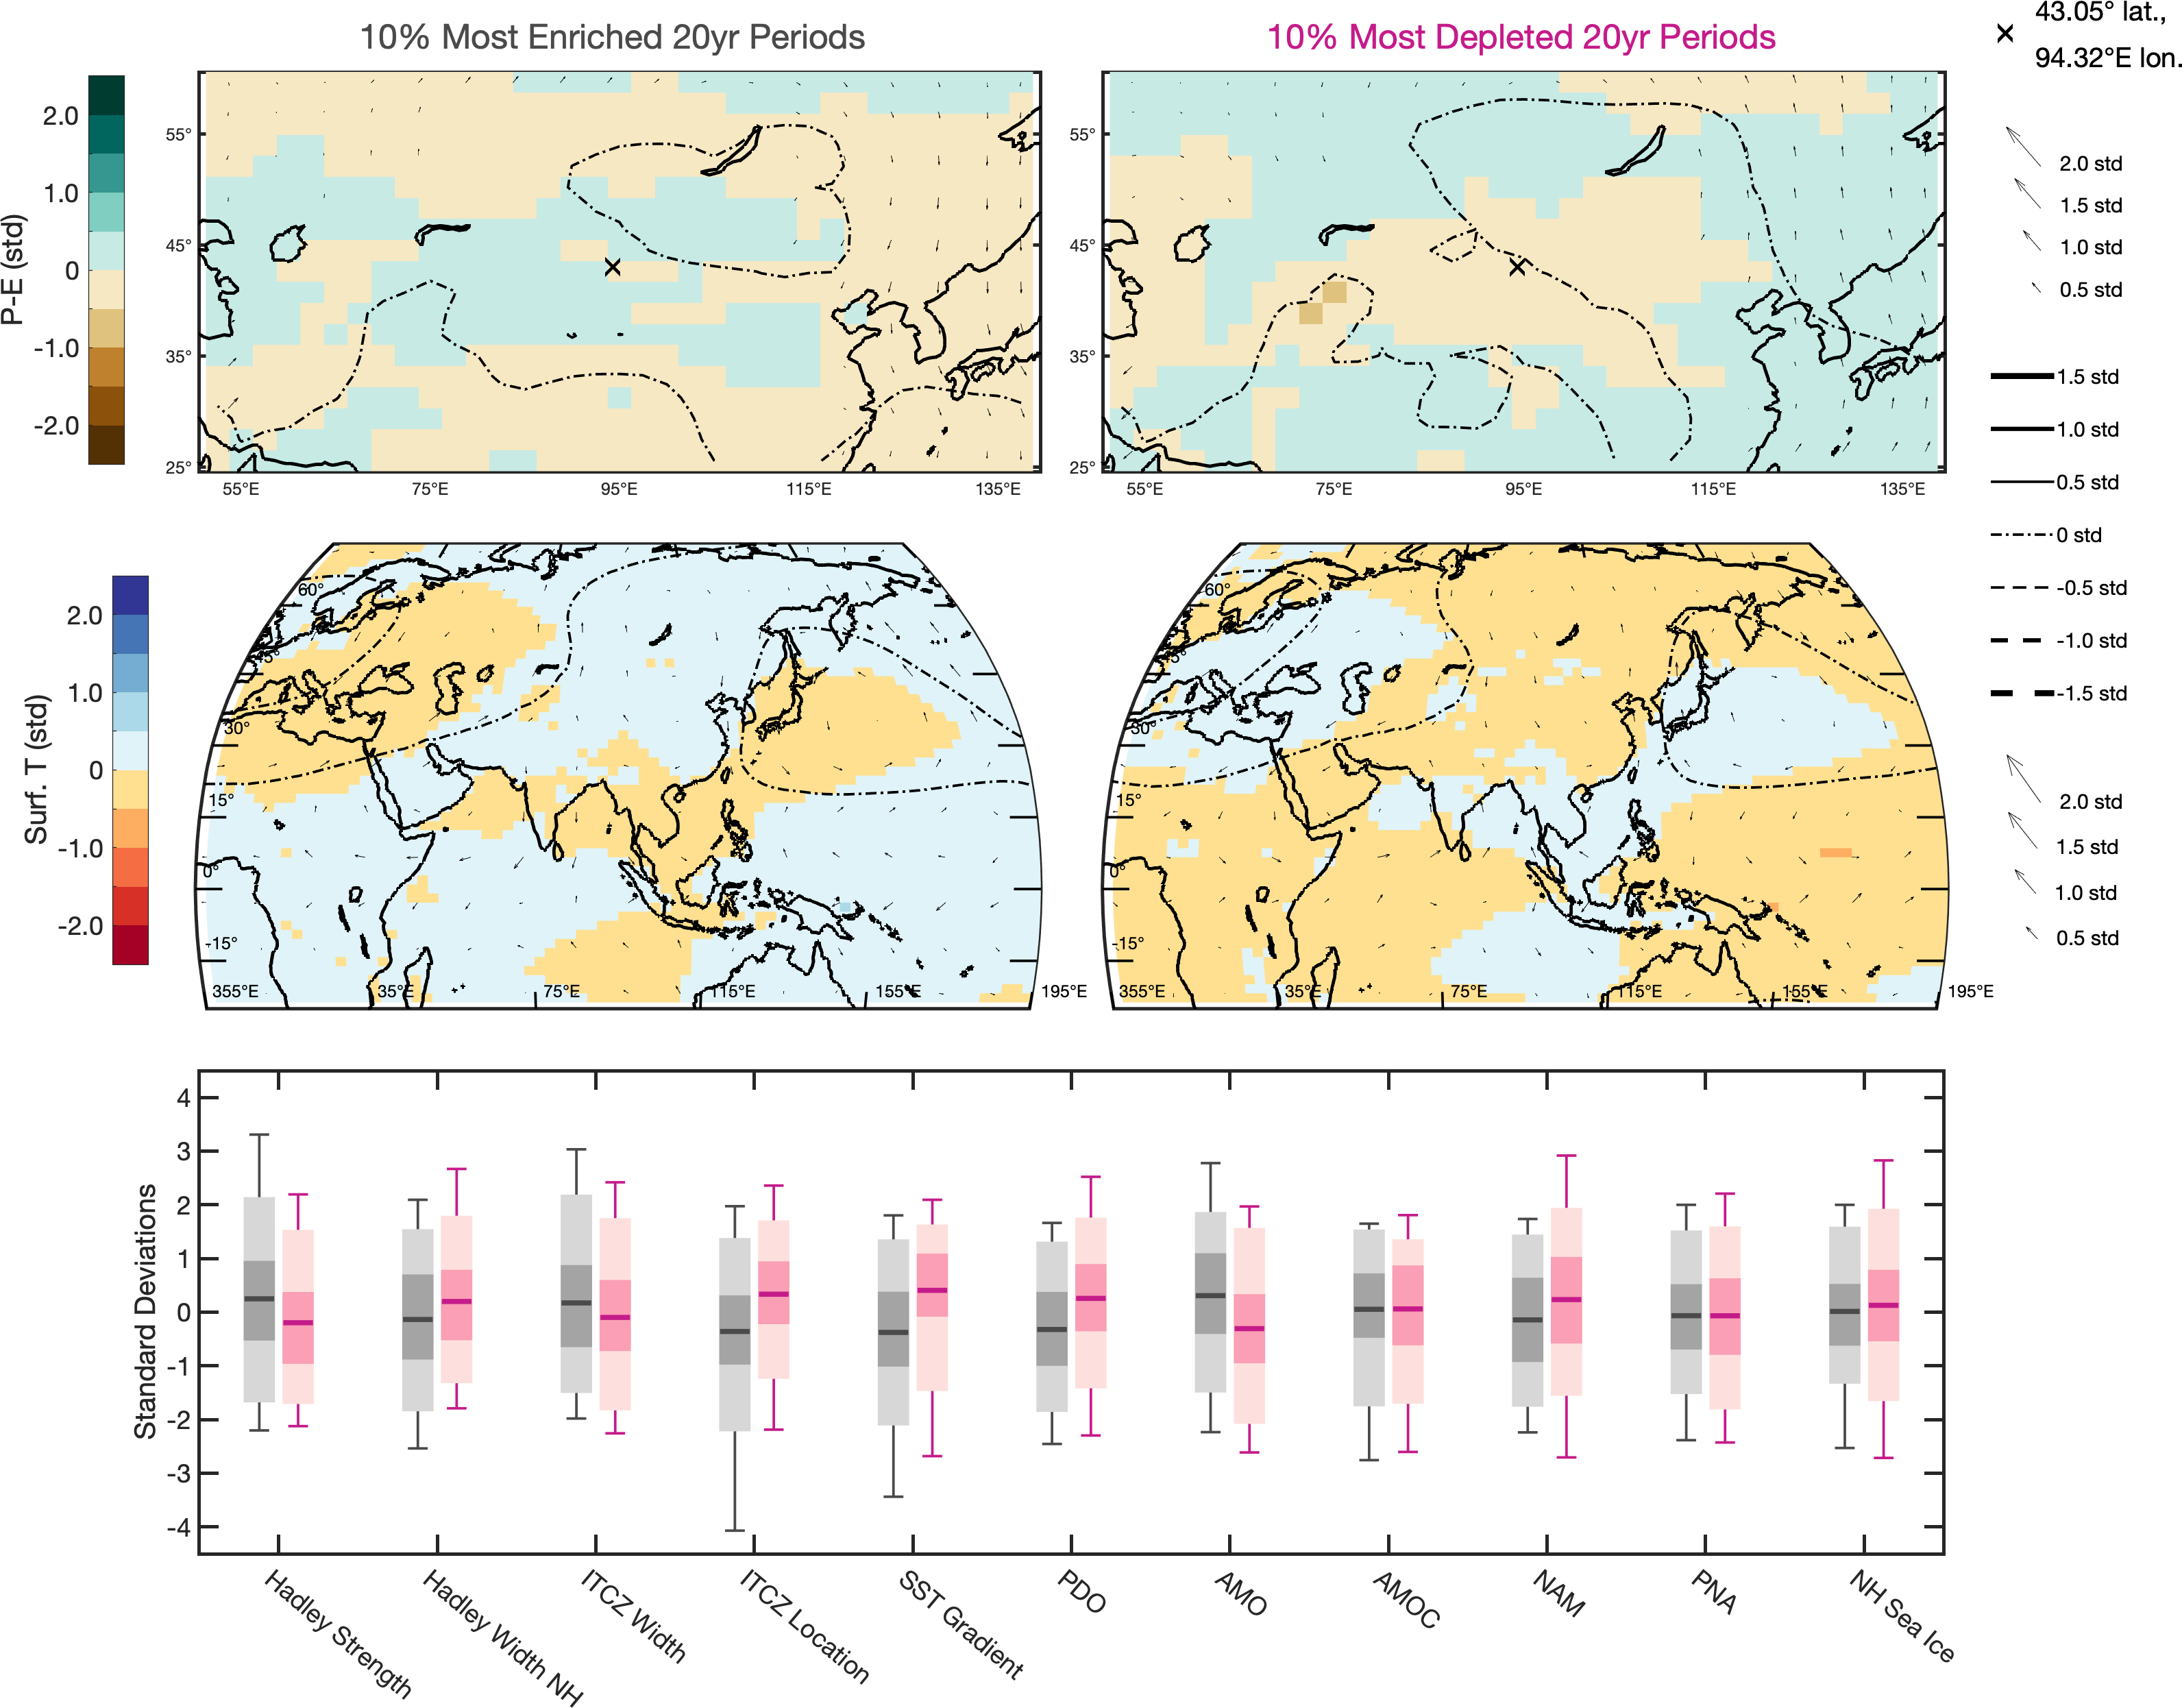 10% Most Enriched 20yr Periods
10% Most Depleted 20yr Periods
43.05° lat.,
94.32°E lon.
P-E (std)
2.0
1.0
0
-1.0
-2.0
55°
45°
35°
25°
55°E
75°E
95°E
115°E
135°E
55°
45°
35°
25°
55°E
75°E
95°E
115°E
135°E
2.0 std
1.5 std
1.0 std
0.5 std
1.5 std
1.0 std
0.5 std
0 std
-0.5 std
-1.0 std
-1.5 std
2.0 std
1.5 std
1.0 std
0.5 std
Surf. T (std)
2.0
1.0
0
-1.0
-2.0
60°
45°
30°
15°
0°
-15°
355°E
35°E
75°E
115°E
155°E
195°E
60°
45°
30°
15°
0°
-15°
355°E
35°E
75°E
115°E
155°E
195°E
Standard Deviations
4
3
2
1
0
-1
-2
-3
-4
Hadley Strength
Hadley Width NH
ITCZ Width
ITCZ Location
SST Gradient
PDO
AMO
AMOC
NAM
PNA
NH Sea Ice